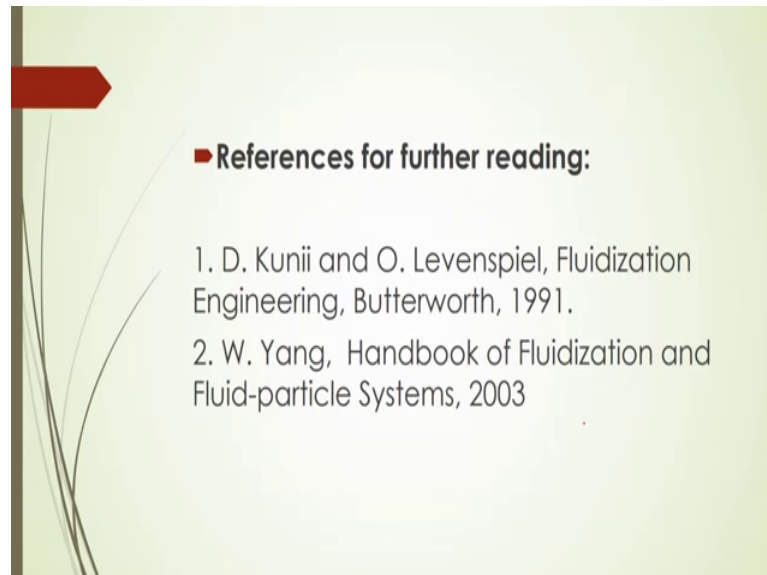 References for further reading:
1. D. Kunii and O. Levenspiel, Fluidization
Engineering, Butterworth, 1991.
2. W. Yang, Handbook of Fluidization and
Fluid-particle Systems, 2003